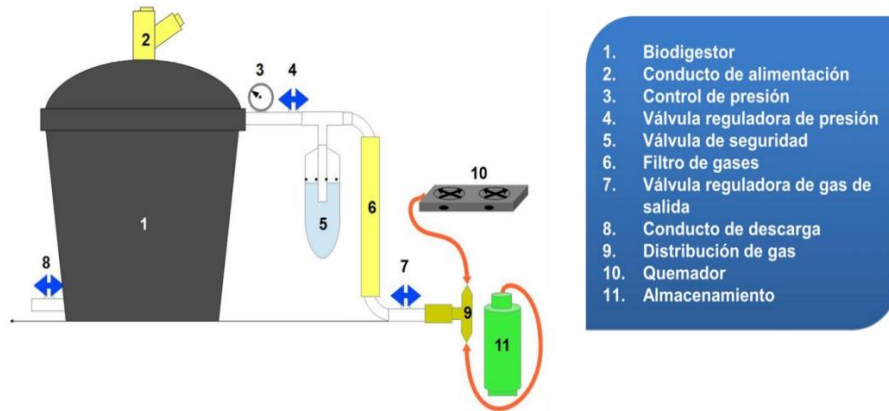 2
3
4
1
5
6
10
8
7
9
11
1. Biodigestor
2. Conducto de alimentación
3. Control de presión
4. Válvula reguladora de presión
5. Válvula de seguridad
6. Filtro de gases
7. Válvula reguladora de gas de
salida
8. Conducto de descarga
9. Distribución de gas
10. Quemador
11. Almacenamiento